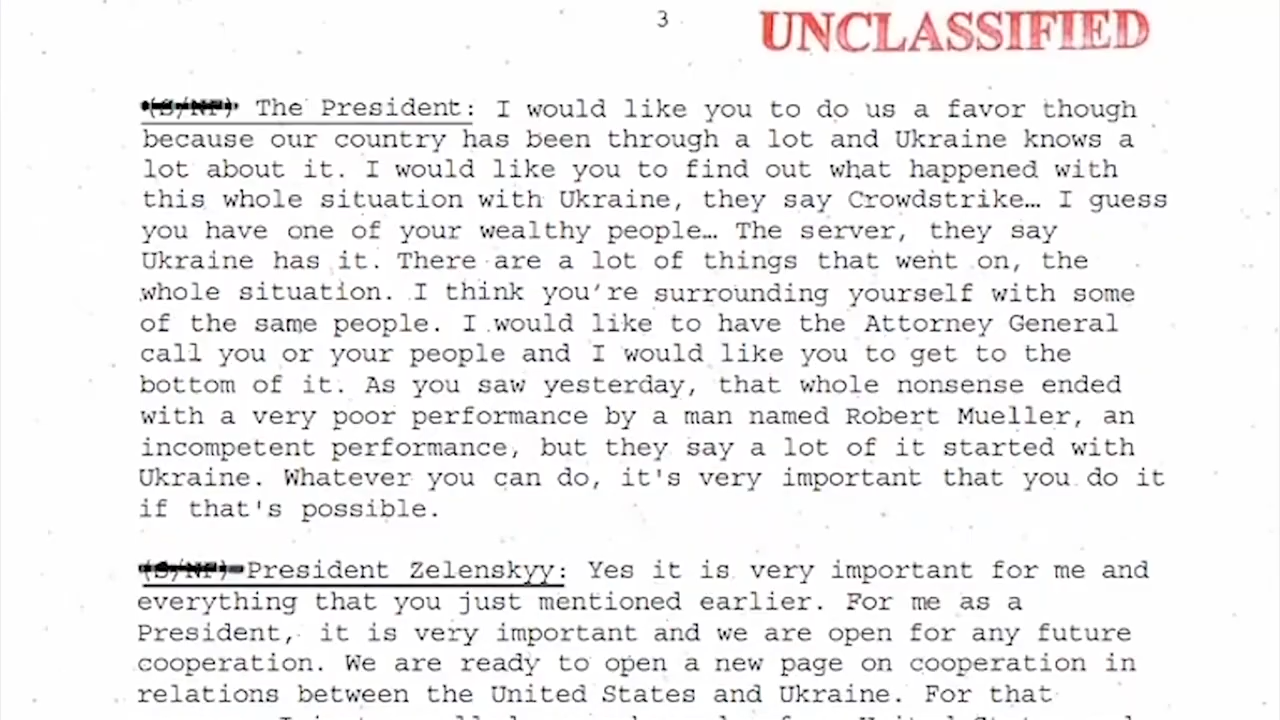 3
UNCLASSIFIED
(S/NF) The President: I would like you to do us a favor though
because our country has been through a lot and Ukraine knows a
lot about it. I would like you to find out what happened with
this whole situation with Ukraine, they say Crowdstrike… I guess
you have one of your wealthy people… The server, they say
Ukraine has it. There are a lot of things that went on, the
whole situation. I think you're surrounding yourself with some
of the same people. I would like to have the Attorney General
call you or your people and I would like you to get to the
bottom of it. As you saw yesterday, that whole nonsense ended
with a very poor performance by a man named Robert Mueller, an
incompetent performance, but they say a lot of it started with
Ukraine. Whatever you can do, it's very important that you do it
if that's possible.
(S/NF) President Zelenskyy: Yes it is very important for me and
everything that you just mentioned earlier. For me as a
President, it is very important and we are open for any future
cooperation. We are ready to open a new page on cooperation in
relations between the United States and Ukraine. For that